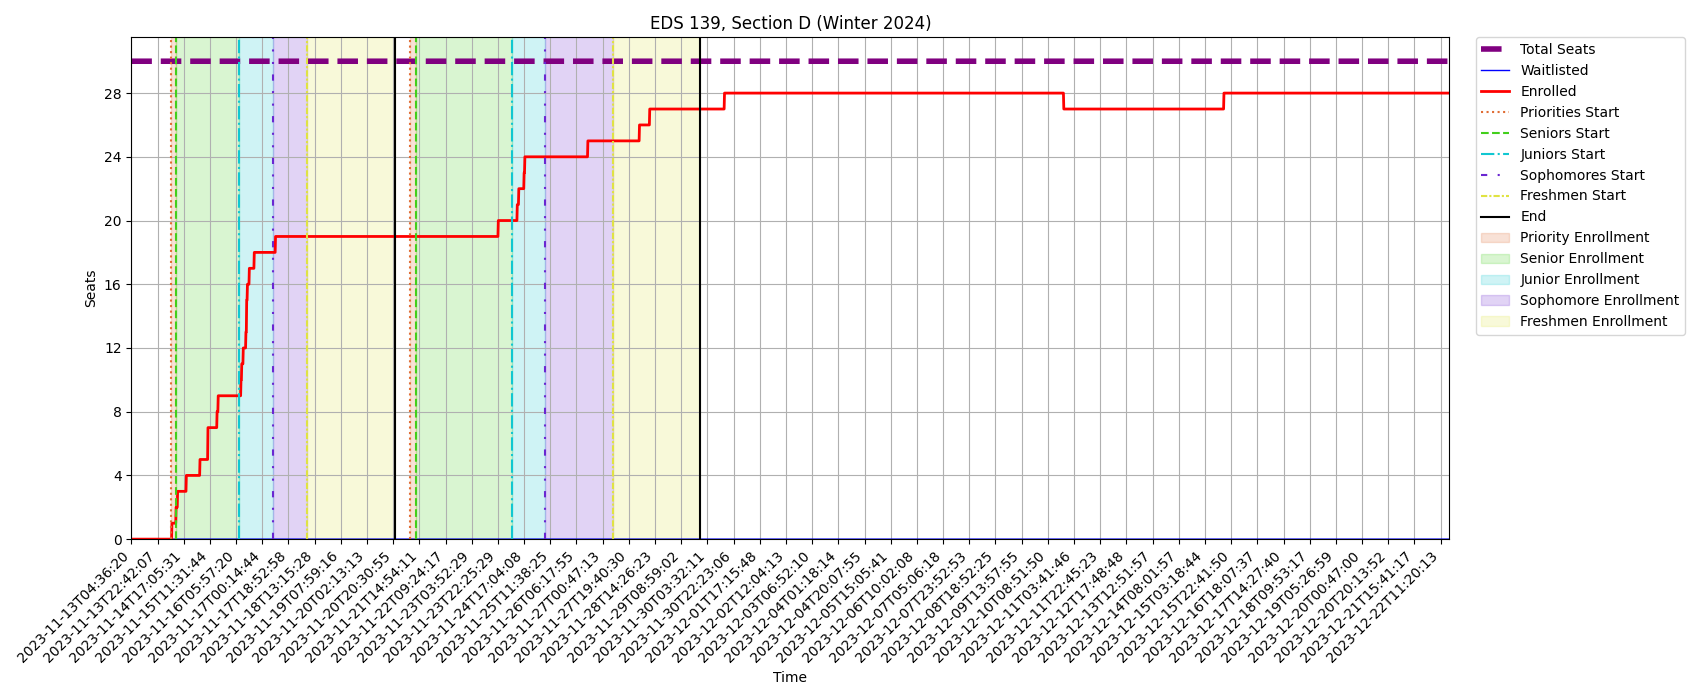 EDS 139, Section D (Winter 2024)
Seats
28
24
20
16
12
8
4
0
2023-11-13T04:36:20
2023-11-13T22:42:07
2023-11-14T17:05:31
2023-11-15T11:31:44
2023-11-16T05:57:20
2023-11-17T00:14:44
2023-11-17T18:52:58
2023-11-18T13:15:28
2023-11-19T07:59:16
2023-11-20T02:13:13
2023-11-20T20:30:55
2023-11-21T14:54:11
2023-11-22T09:24:17
2023-11-23T03:52:29
2023-11-23T22:25:29
2023-11-24T17:04:08
2023-11-25T11:38:25
2023-11-26T06:17:55
2023-11-27T00:47:13
2023-11-27T19:40:30
2023-11-28T14:26:23
2023-11-29T08:59:02
2023-11-30T03:32:11
2023-11-30T22:23:06
2023-12-01T17:15:48
2023-12-02T12:04:13
2023-12-03T06:52:10
2023-12-04T01:18:14
2023-12-04T20:07:55
2023-12-05T15:05:41
2023-12-06T10:02:08
2023-12-07T05:06:18
2023-12-07T23:52:53
2023-12-08T18:52:25
2023-12-09T13:57:55
2023-12-10T08:51:50
2023-12-11T03:41:46
2023-12-11T22:45:23
2023-12-12T17:48:48
2023-12-13T12:51:57
2023-12-14T08:01:57
2023-12-15T03:18:44
2023-12-15T22:41:50
2023-12-16T18:07:37
2023-12-17T14:27:40
2023-12-18T09:53:17
2023-12-19T05:26:59
2023-12-20T00:47:00
2023-12-20T20:13:52
2023-12-21T15:41:17
2023-12-22T11:20:13
Time
Total Seats
Waitlisted
Enrolled
Priorities Start
Seniors Start
Juniors Start
Sophomores Start
Freshmen Start
End
Priority Enrollment
Senior Enrollment
Junior Enrollment
Sophomore Enrollment
Freshmen Enrollment